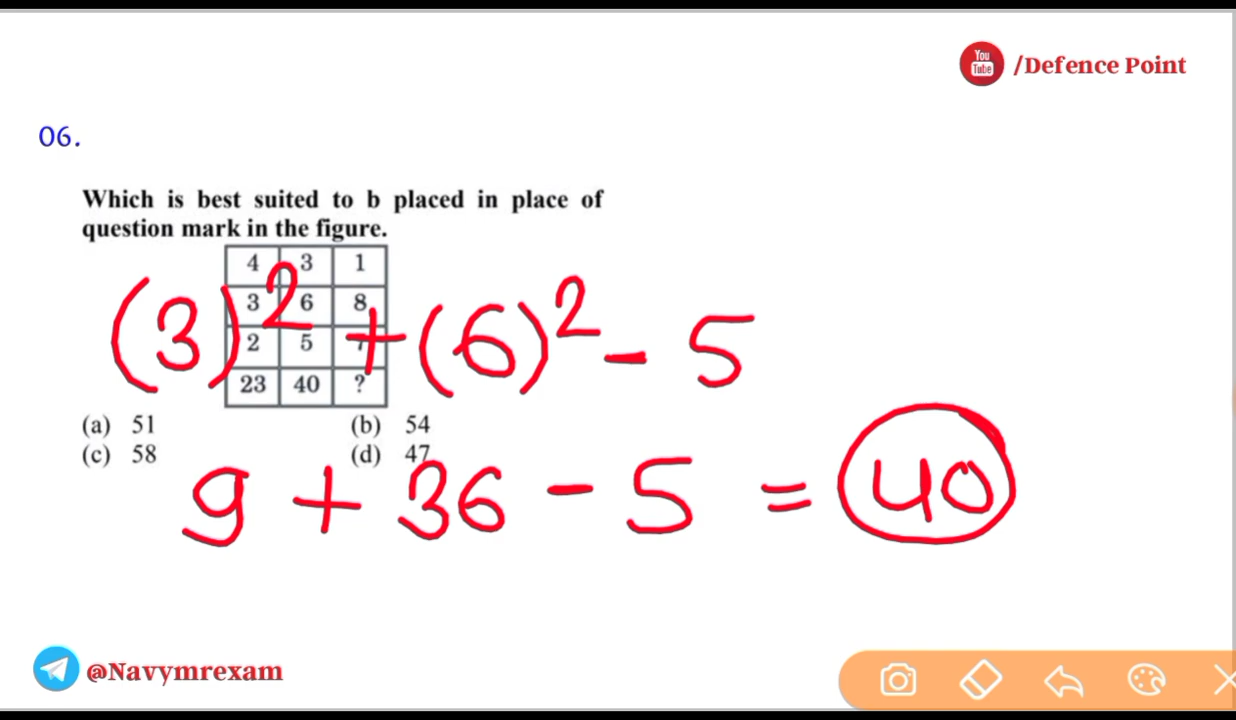 You Tube /Defence Point
06.
Which is best suited to b placed in place of
question mark in the figure.
4 3 1
3 6 8
2 5 7
23 40 ?
(3)² + (6)² - 5
(a) 51 (b) 54
(c) 58 (d) 47
9 + 36 - 5 = 40
@Navymrexam